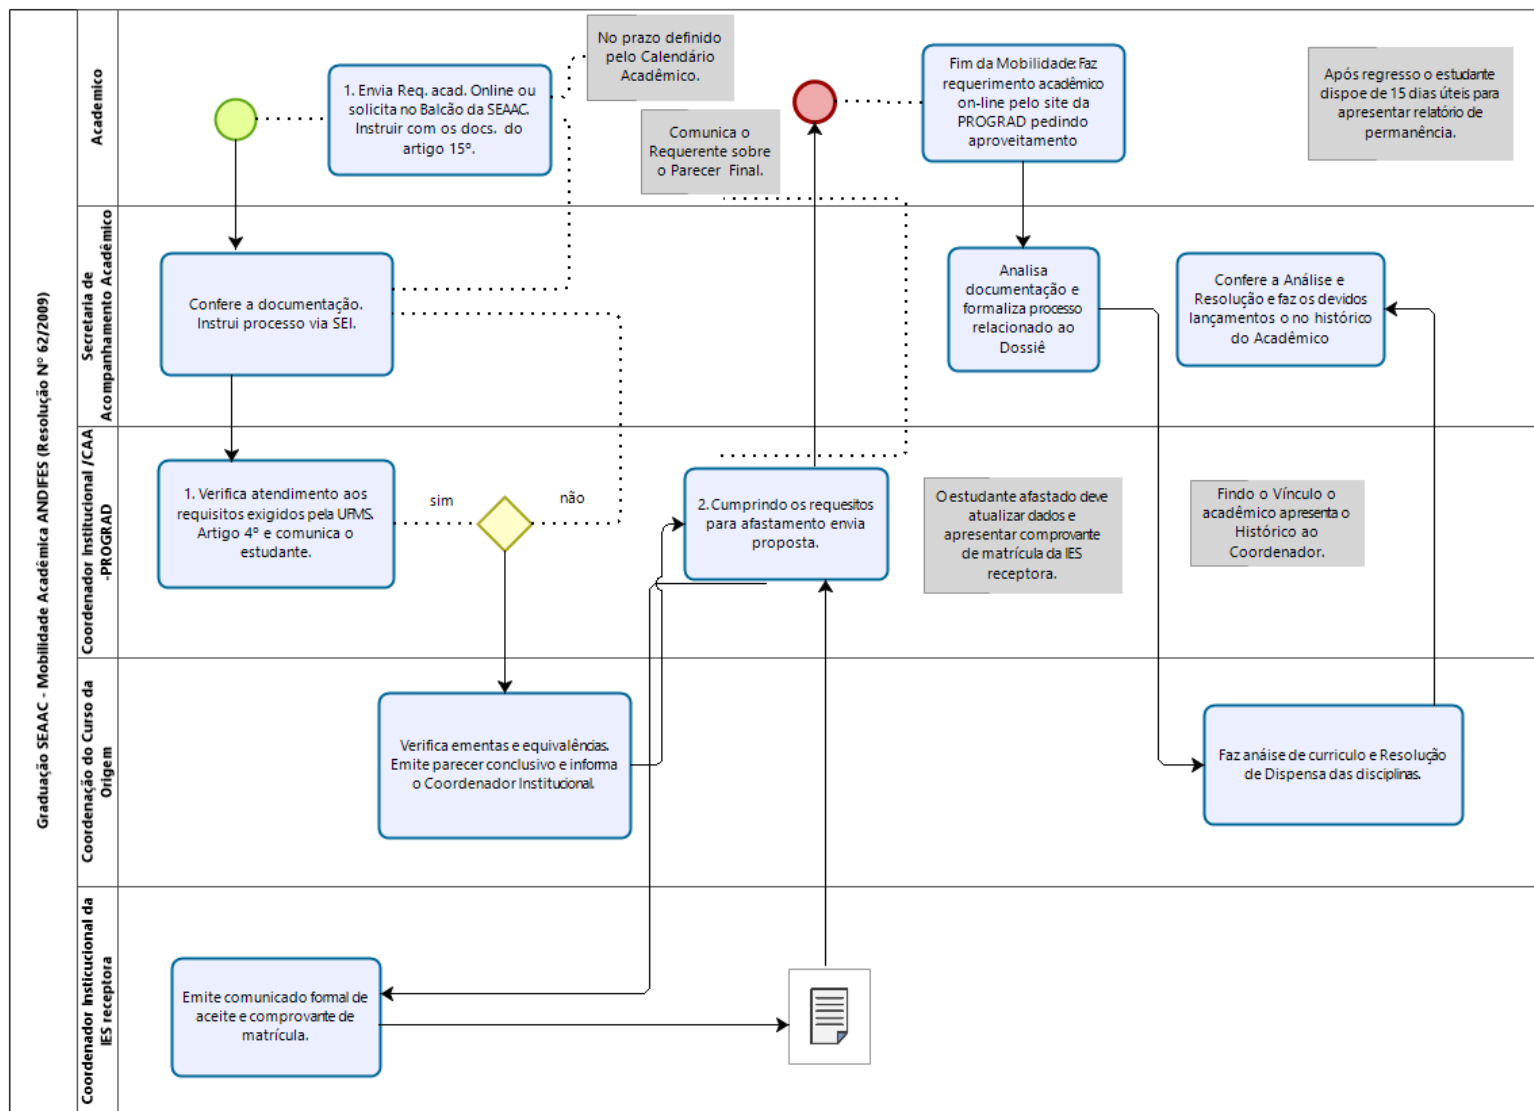 Graduação SEAAC - Mobilidade Acadêmica ANDIFES (Resolução Nº 62/2009)
Academico
1. Envia Req. acad. Online ou
solicita no Balcão da SEAAC.
Instruir com os docs. do
artigo 15º.
No prazo definido
pelo Calendário
Acadêmico.
Comunica o
Requerente sobre
o Parecer Final.
Fim da Mobilidade: Faz
requerimento acadêmico
on-line pelo site da
PROGRAD pedindo
aproveitamento
Após regresso o estudante
dispoe de 15 dias úteis para
apresentar relatório de
permanência.
Secretaria de
Acompanhamento Acadêmico
Confere a documentação.
Instrui processo via SEI.
Analisa
documentação e
formaliza processo
relacionado ao
Dossiê
Confere a Análise e
Resolução e faz os devidos
lançamentos o no histórico
do Acadêmico
Coordenador Institucional /CAA
-PROGRAD
1. Verifica atendimento aos
requisitos exigidos pela UFMS.
Artigo 4º e comunica o
estudante.
sim
não
2. Cumprindo os requesitos
para afastamento envia
proposta.
O estudante afastado deve
atualizar dados e
apresentar comprovante
de matrícula da IES
receptora.
Findo o Vínculo o
acadêmico apresenta o
Histórico ao
Coordenador.
Coordenação do Curso da
Origem
Verifica ementas e equivalências.
Emite parecer conclusivo e informa
o Coordenador Institucional.
Faz anáise de curriculo e Resolução
de Dispensa das disciplinas.
Coordenador Insticucional da
IES receptora
Emite comunicado formal de
aceite e comprovante de
matrícula.